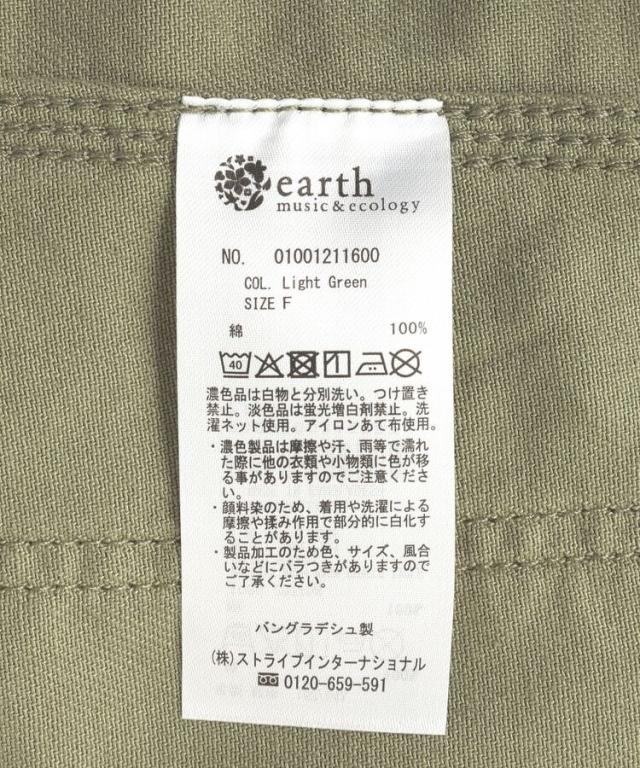 earth
music & ecology
NO. 01001211600
COL. Light Green
SIZE F
綿 100%
40
濃色品は白物と分別洗い。つけ置き
禁止。淡色品は蛍光増白剤禁止。洗
濯ネット使用。アイロンあて布使用。
・濃色製品は摩擦や汗、雨等で濡れ
た際に他の衣類や小物類に色が移
る事がありますのでご注意くださ
い。
・顔料染のため、着用や洗濯による
摩擦や揉み作用で部分的に白化す
ることがあります。
・製品加工のため色、サイズ、風合
いなどにバラつきがありますので
ご了承ください。
バングラデシュ製
(株)ストライプインターナショナル
0120-659-591